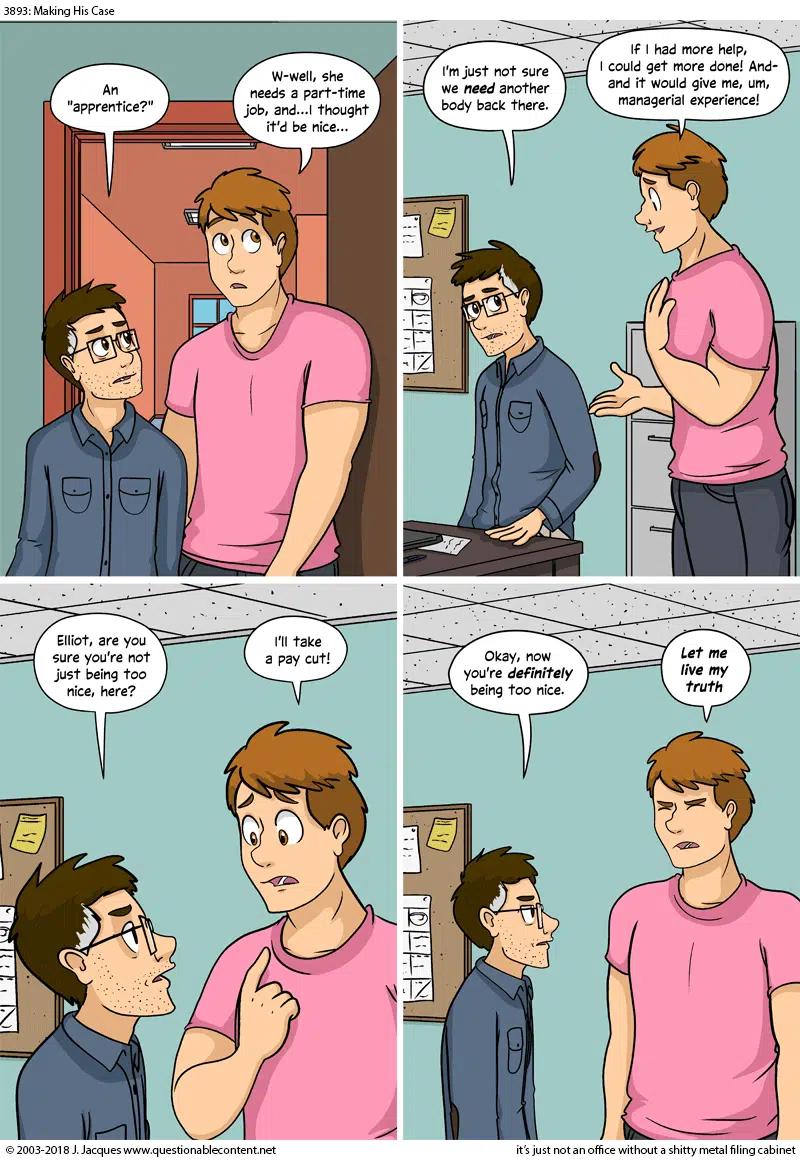 3893: Making His Case
An
"apprentice?"
W-well, she
needs a part-time
job, and...I thought
it'd be nice...
I'm just not sure
we need another
body back there.
If I had more help,
I could get more done! And-
and it would give me, um,
managerial experience!
Elliot, are you
sure you're not
just being too
nice, here?
I'll take
a pay cut!
Okay, now
you're definitely
being too nice.
Let me
live my
truth
© 2003-2018 J. Jacques www.questionablecontent.net
it's just not an office without a shitty metal filing cabinet